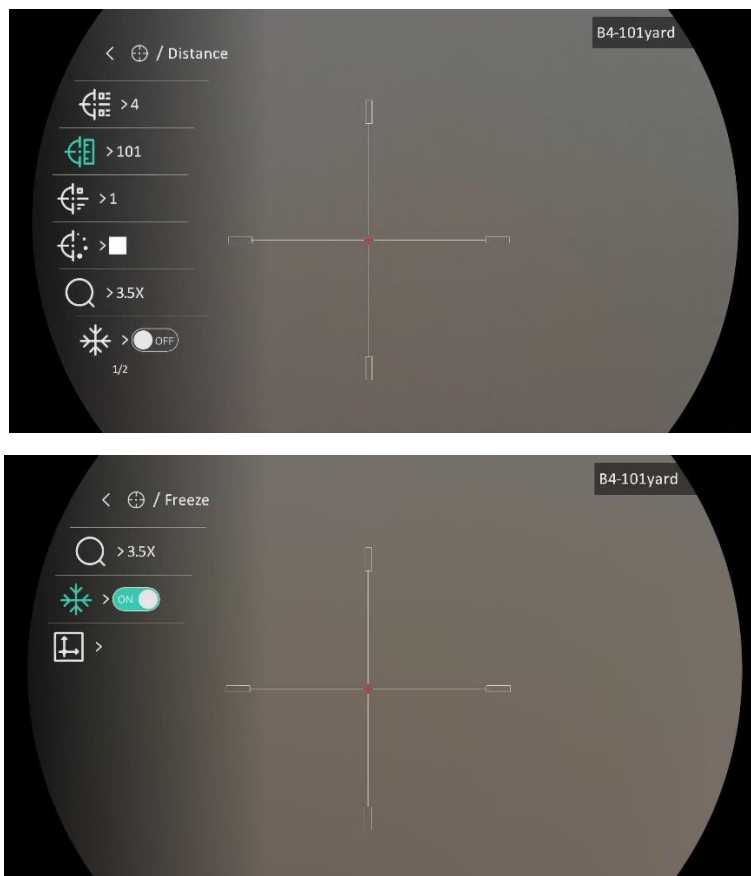 B4-101yard
< / Distance
>4
>101
>1
>
>3.5X
> OFF
1/2
B4-101yard
< / Freeze
>3.5X
> ON
>